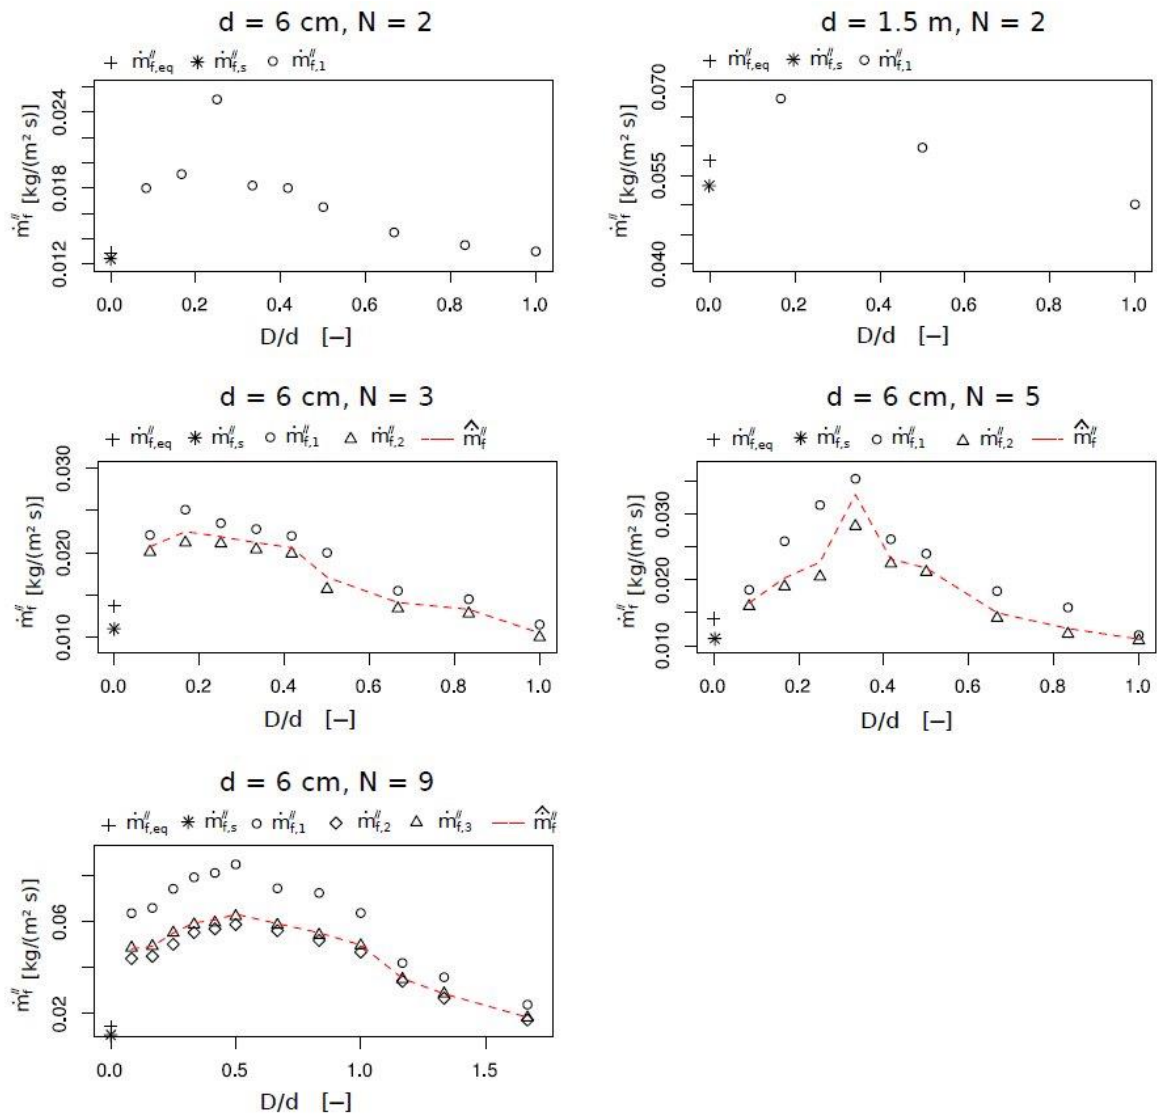 d = 6 cm, N = 2
+ ṁ″f,eq ✳ ṁ″f,s ○ ṁ″f,1
ṁ″f [kg/(m² s)]
0.024
0.018
0.012
0.0 0.2 0.4 0.6 0.8 1.0
D/d [–]
d = 1.5 m, N = 2
+ ṁ″f,eq ✳ ṁ″f,s ○ ṁ″f,1
ṁ″f [kg/(m² s)]
0.070
0.055
0.040
0.0 0.2 0.4 0.6 0.8 1.0
D/d [–]
d = 6 cm, N = 3
+ ṁ″f,eq ✳ ṁ″f,s ○ ṁ″f,1 △ ṁ″f,2 m̂″f
ṁ″f [kg/(m² s)]
0.030
0.020
0.010
0.0 0.2 0.4 0.6 0.8 1.0
D/d [–]
d = 6 cm, N = 5
+ ṁ″f,eq ✳ ṁ″f,s ○ ṁ″f,1 △ ṁ″f,2 m̂″f
ṁ″f [kg/(m² s)]
0.030
0.020
0.010
0.0 0.2 0.4 0.6 0.8 1.0
D/d [–]
d = 6 cm, N = 9
+ ṁ″f,eq ✳ ṁ″f,s ○ ṁ″f,1 ◇ ṁ″f,2 △ ṁ″f,3 m̂″f
ṁ″f [kg/(m² s)]
0.06
0.02
0.0 0.5 1.0 1.5
D/d [–]